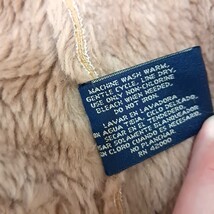 MACHINE WASH WARM,
GENTLE CYCLE, LINE DRY.
USE ONLY NON-CHLORINE
BLEACH WHEN NEEDED.
DO NOT IRON.
LAVAR EN LAVADORA
EN AGUA TIBIA, CICLO DELICADO,
SECAR EN EL TENDEDERO,
USAR SOLAMENTE BLANQUEADOR
SIN CLORO CUANDO ES NECESARIO.
NO PLANCHAR.
RN 42000